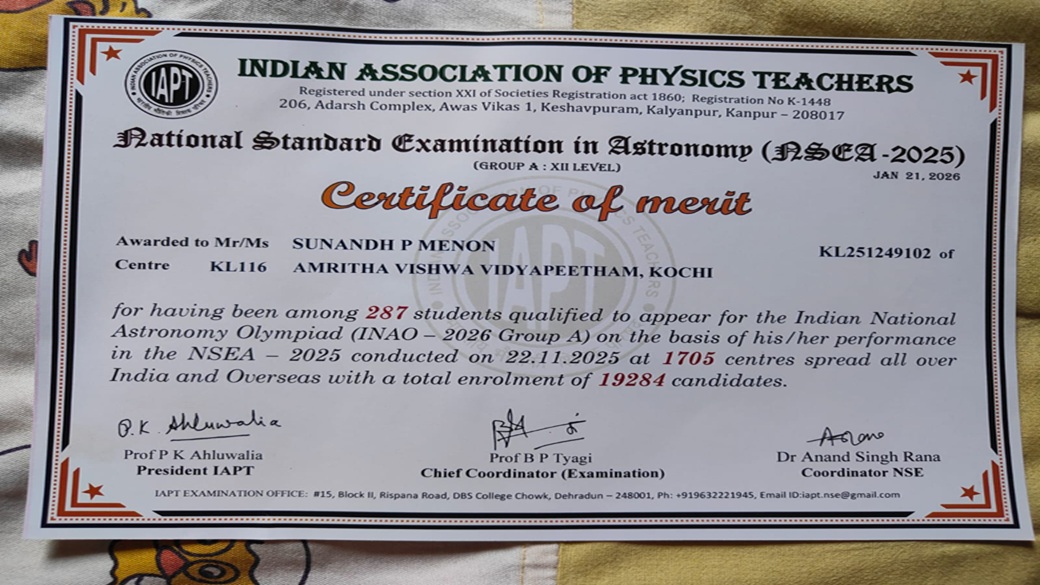 INDIAN ASSOCIATION OF PHYSICS TEACHERS
Registered under section XXI of Societies Registration act 1860; Registration No K-1448
206, Adarsh Complex, Awas Vikas 1, Keshavpuram, Kalyanpur, Kanpur – 208017
IAPT
National Standard Examination in Astronomy (NSEA-2025)
(GROUP A : XII LEVEL)
JAN 21, 2026
Certificate of merit
Awarded to Mr/Ms SUNANDH P MENON KL251249102 of
Centre KL116 AMRITHA VISHWA VIDYAPEETHAM, KOCHI
for having been among 287 students qualified to appear for the Indian National
Astronomy Olympiad (INAO – 2026 Group A) on the basis of his/her performance
in the NSEA – 2025 conducted on 22.11.2025 at 1705 centres spread all over
India and Overseas with a total enrolment of 19284 candidates.
P.K. Ahluwalia
Prof P K Ahluwalia Prof B P Tyagi Dr Anand Singh Rana
President IAPT Chief Coordinator (Examination) Coordinator NSE
IAPT EXAMINATION OFFICE: #15, Block II, Rispana Road, DBS College Chowk, Dehradun – 248001, Ph: +919632221945, Email ID:iapt.nse@gmail.com